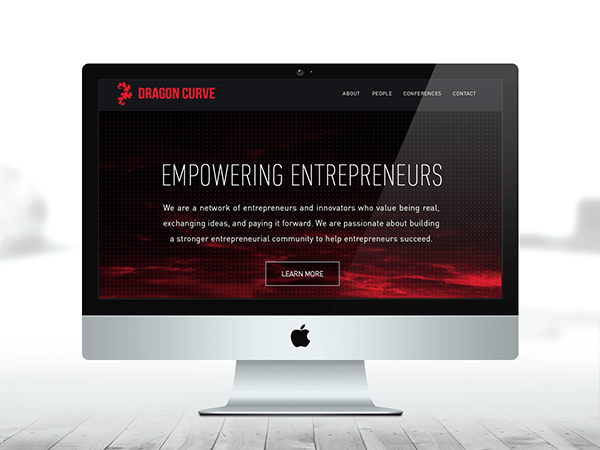 DRAGON CURVE
ABOUT PEOPLE CONFERENCES CONTACT
EMPOWERING ENTREPRENEURS
We are a network of entrepreneurs and innovators who value being real,
exchanging ideas, and paying it forward. We are passionate about building
a stronger entrepreneurial community to help entrepreneurs succeed.
LEARN MORE